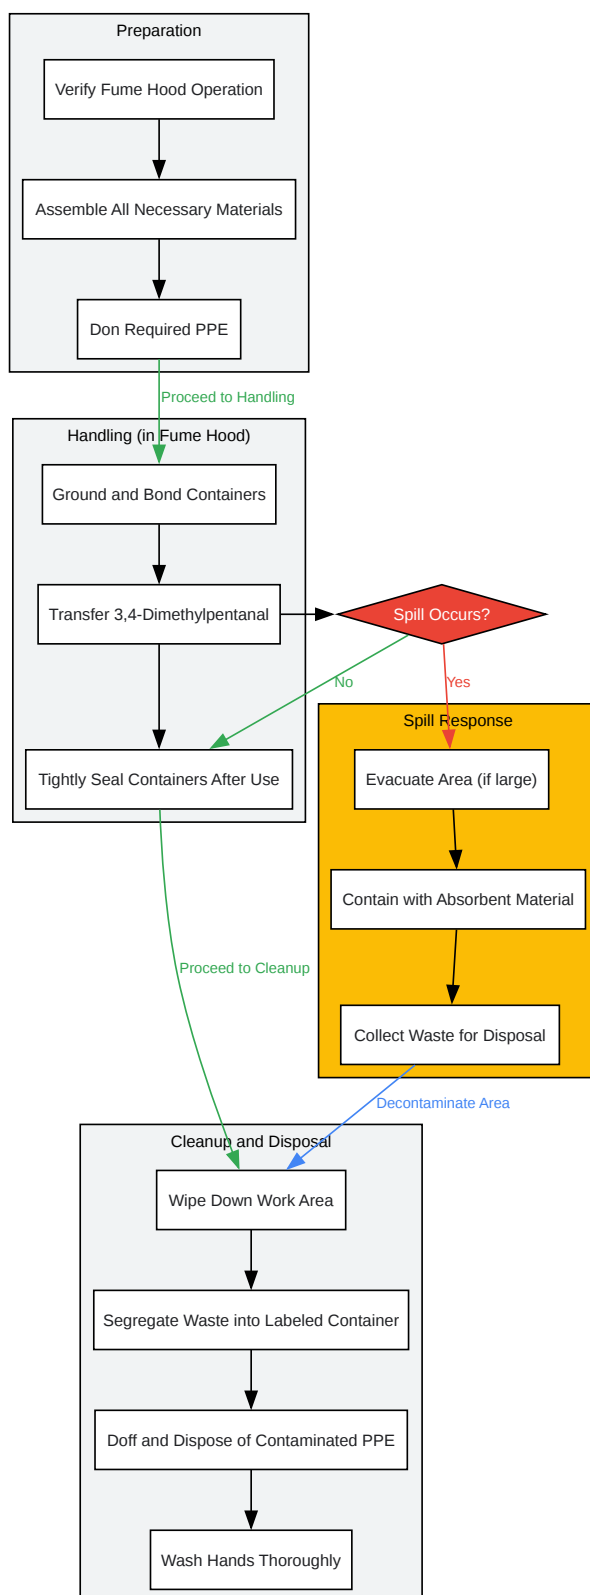 Preparation
Verify Fume Hood Operation
Assemble All Necessary Materials
Don Required PPE
Proceed to Handling
Handling (in Fume Hood)
Ground and Bond Containers
Transfer 3,4-Dimethylpentanal
Spill Occurs?
No
Yes
Spill Response
Tightly Seal Containers After Use
Evacuate Area (if large)
Contain with Absorbent Material
Proceed to Cleanup
Collect Waste for Disposal
Decontaminate Area
Cleanup and Disposal
Wipe Down Work Area
Segregate Waste into Labeled Container
Doff and Dispose of Contaminated PPE
Wash Hands Thoroughly